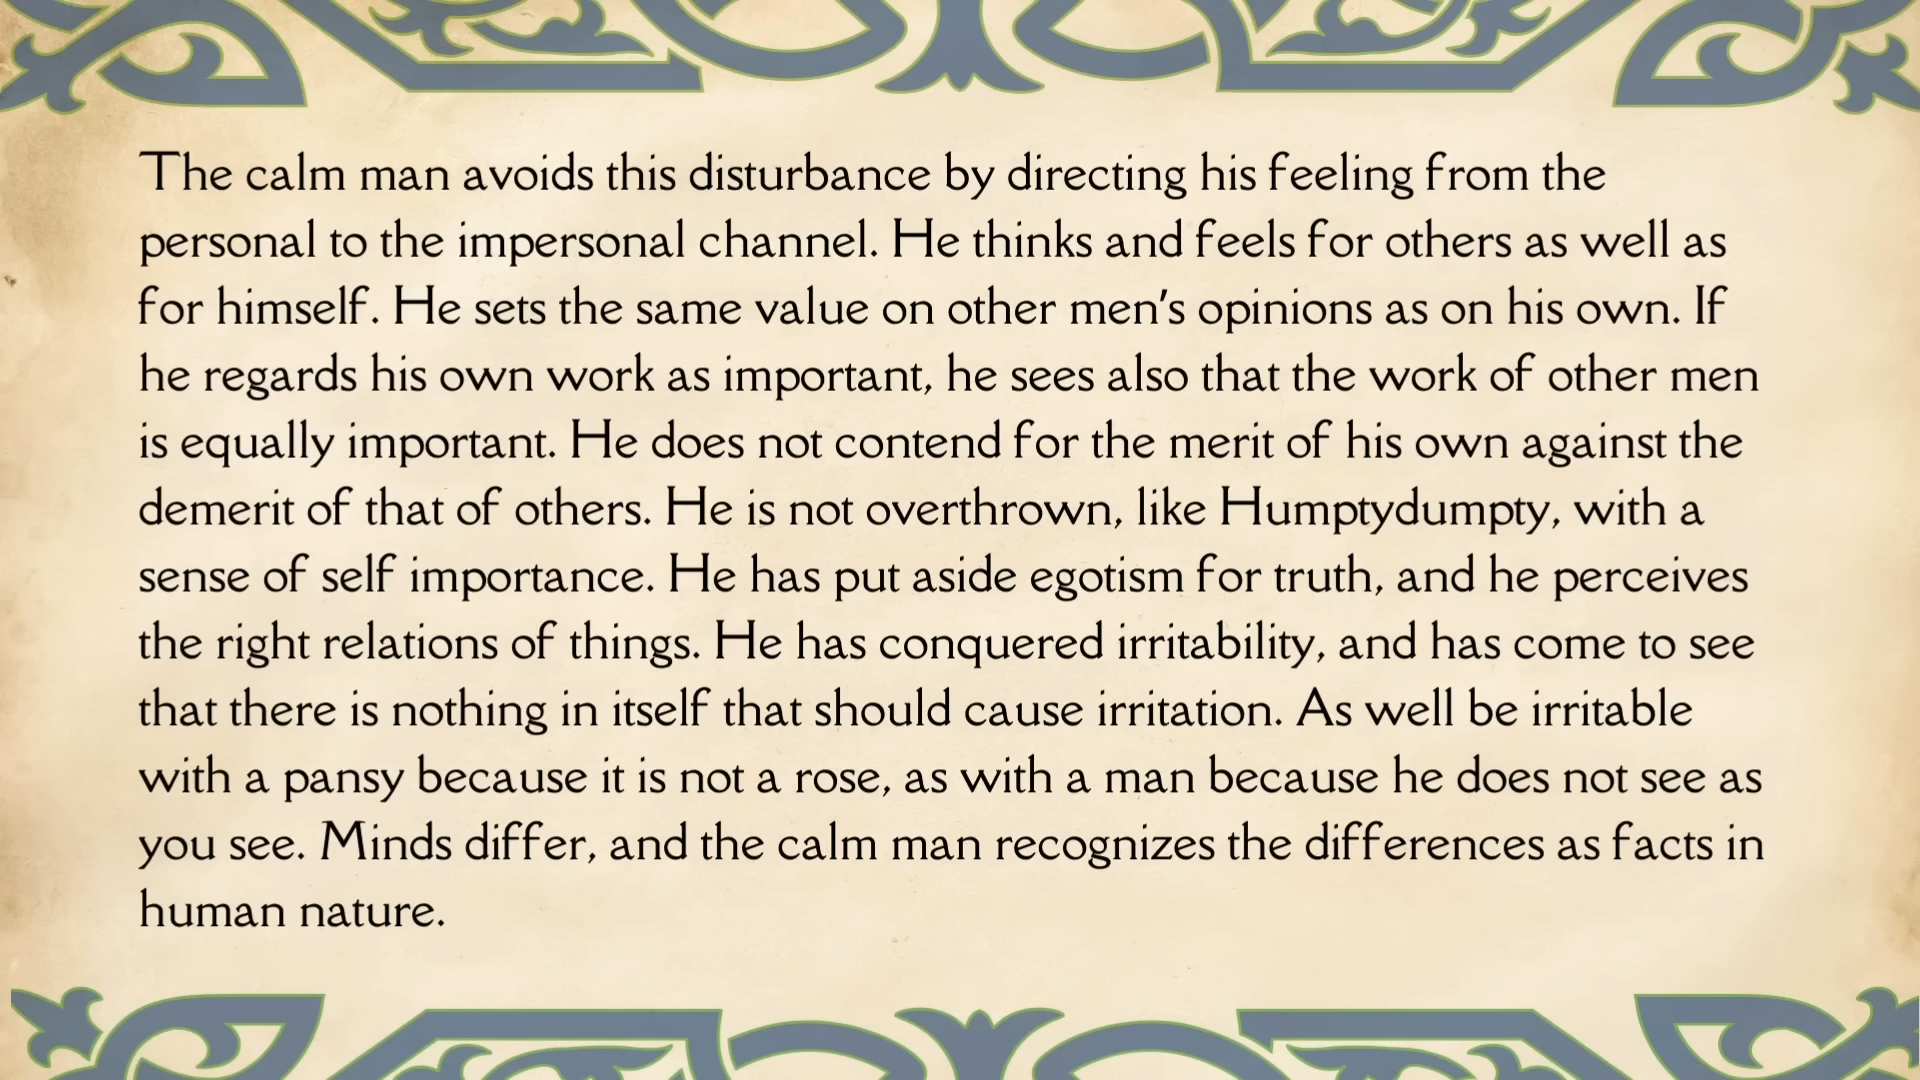 The calm man avoids this disturbance by directing his feeling from the
personal to the impersonal channel. He thinks and feels for others as well as
for himself. He sets the same value on other men's opinions as on his own. If
he regards his own work as important, he sees also that the work of other men
is equally important. He does not contend for the merit of his own against the
demerit of that of others. He is not overthrown, like Humptydumpty, with a
sense of self importance. He has put aside egotism for truth, and he perceives
the right relations of things. He has conquered irritability, and has come to see
that there is nothing in itself that should cause irritation. As well be irritable
with a pansy because it is not a rose, as with a man because he does not see as
you see. Minds differ, and the calm man recognizes the differences as facts in
human nature.